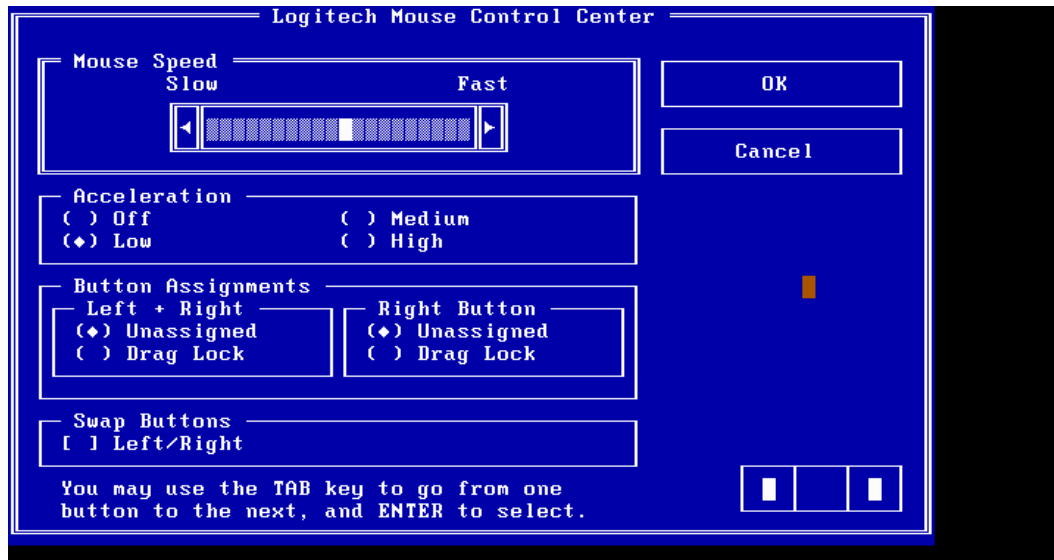 Logitech Mouse Control Center
Mouse Speed
Slow Fast
OK
Cancel
Acceleration
( ) Off ( ) Medium
(◆) Low ( ) High
Button Assignments
Left + Right Right Button
(◆) Unassigned (◆) Unassigned
( ) Drag Lock ( ) Drag Lock
Swap Buttons
[ ] Left/Right
You may use the TAB key to go from one
button to the next, and ENTER to select.